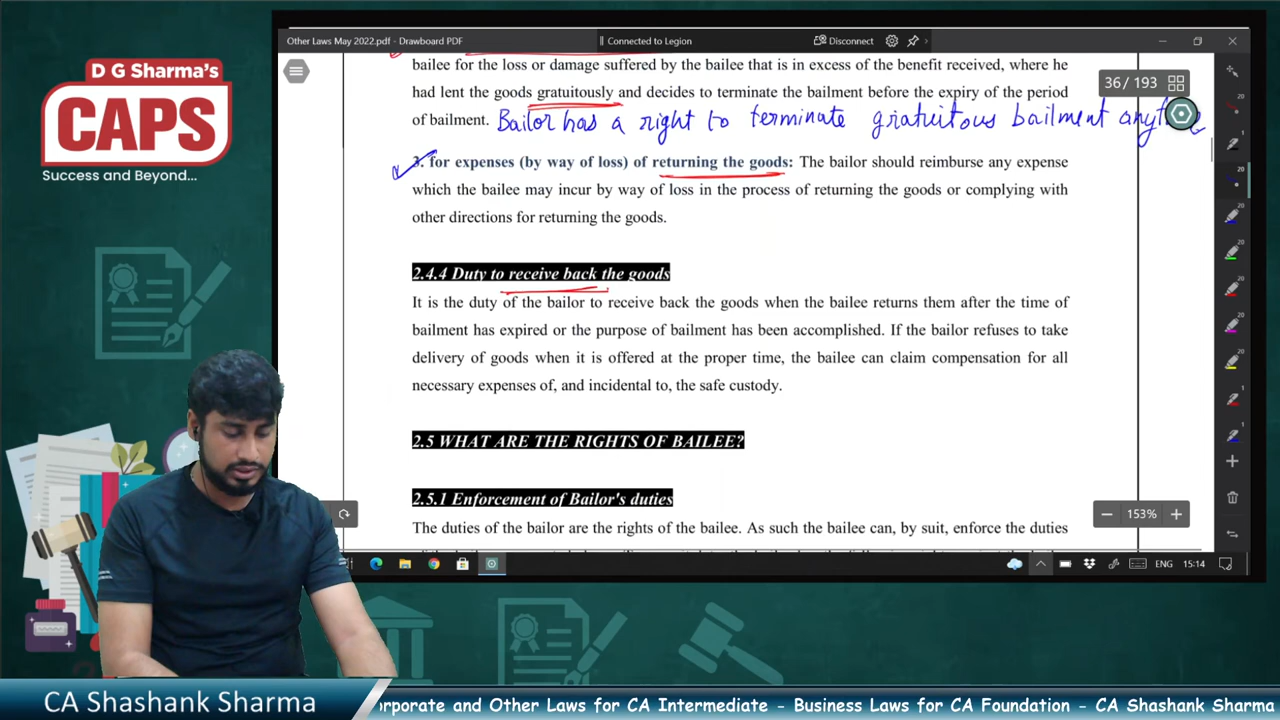 D G Sharma's
CAPS
Success and Beyond...
Other Laws May 2022.pdf - Drawboard PDF
Connected to Legion
Disconnect
36 / 193
bailee for the loss or damage suffered by the bailee that is in excess of the benefit received, where he
had lent the goods gratuitously and decides to terminate the bailment before the expiry of the period
of bailment. Bailor has a right to terminate gratuitous bailment anytime
3. for expenses (by way of loss) of returning the goods: The bailor should reimburse any expense
which the bailee may incur by way of loss in the process of returning the goods or complying with
other directions for returning the goods.
2.4.4 Duty to receive back the goods
It is the duty of the bailor to receive back the goods when the bailee returns them after the time of
bailment has expired or the purpose of bailment has been accomplished. If the bailor refuses to take
delivery of goods when it is offered at the proper time, the bailee can claim compensation for all
necessary expenses of, and incidental to, the safe custody.
2.5 WHAT ARE THE RIGHTS OF BAILEE?
2.5.1 Enforcement of Bailor's duties
The duties of the bailor are the rights of the bailee. As such the bailee can, by suit, enforce the duties
153%
ENG 15:14
20
20
20
20
20
20
20
1
1
CA Shashank Sharma
orporate and Other Laws for CA Intermediate - Business Laws for CA Foundation - CA Shashank Sharma